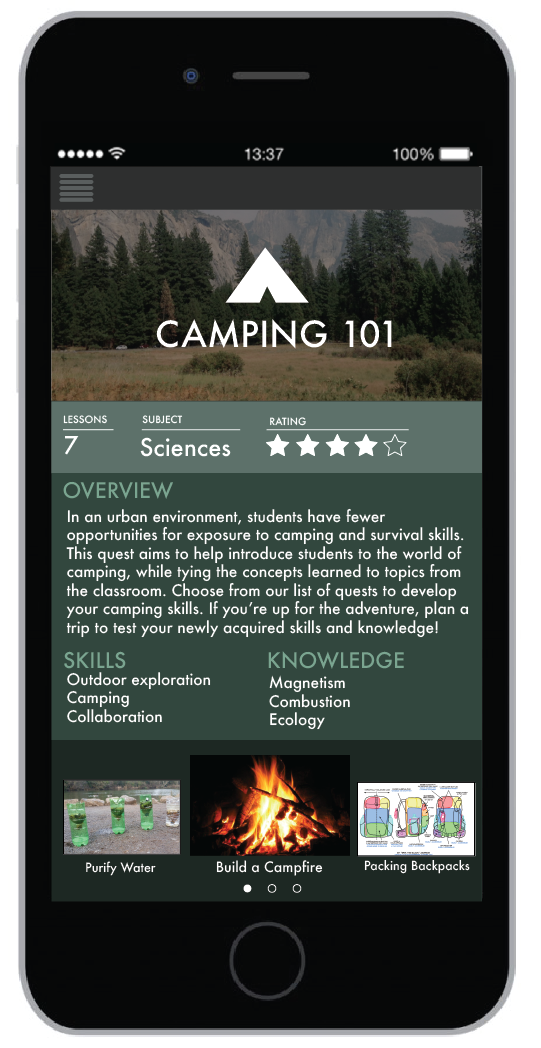 13:37
100%
CAMPING 101
LESSONS
SUBJECT
RATING
7
Sciences
OVERVIEW
In an urban environment, students have fewer
opportunities for exposure to camping and survival skills.
This quest aims to help introduce students to the world of
camping, while tying the concepts learned to topics from
the classroom. Choose from our list of quests to develop
your camping skills. If you're up for the adventure, plan a
trip to test your newly acquired skills and knowledge!
SKILLS
KNOWLEDGE
Outdoor exploration
Magnetism
Camping
Combustion
Collaboration
Ecology
Purify Water
Build a Campfire
Packing Backpacks